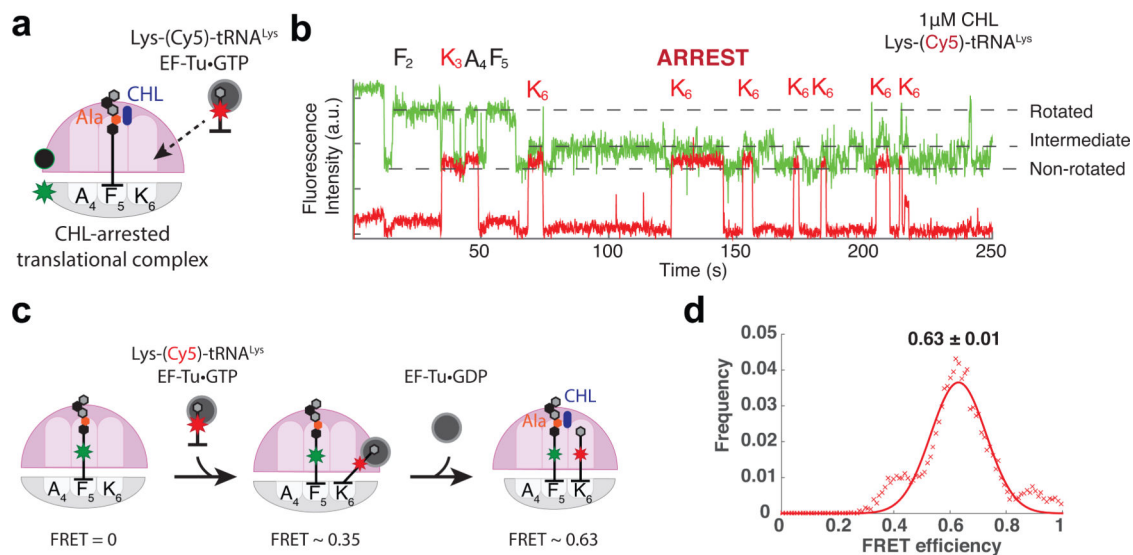 a
Lys-(Cy5)-tRNAᴸʸˢ
EF-Tu•GTP
CHL
Ala
A₄ F₅ K₆
CHL-arrested
translational complex
b
1µM CHL
Lys-(Cy5)-tRNAᴸʸˢ
F₂ K₃ A₄ F₅ ARREST
K₆ K₆ K₆ K₆ K₆ K₆ K₆
Rotated
Intermediate
Non-rotated
Fluorescence
Intensity (a.u.)
0 50 100 150 200 250
Time (s)
c
Lys-(Cy5)-tRNAᴸʸˢ
EF-Tu•GTP
EF-Tu•GDP
CHL
Ala
A₄ F₅ K₆
A₄ F₅ K₆
A₄ F₅ K₆
FRET = 0
FRET ~ 0.35
FRET ~ 0.63
d
0.63 ± 0.01
Frequency
0.05
0.04
0.03
0.02
0.01
0
0 0.2 0.4 0.6 0.8 1
FRET efficiency